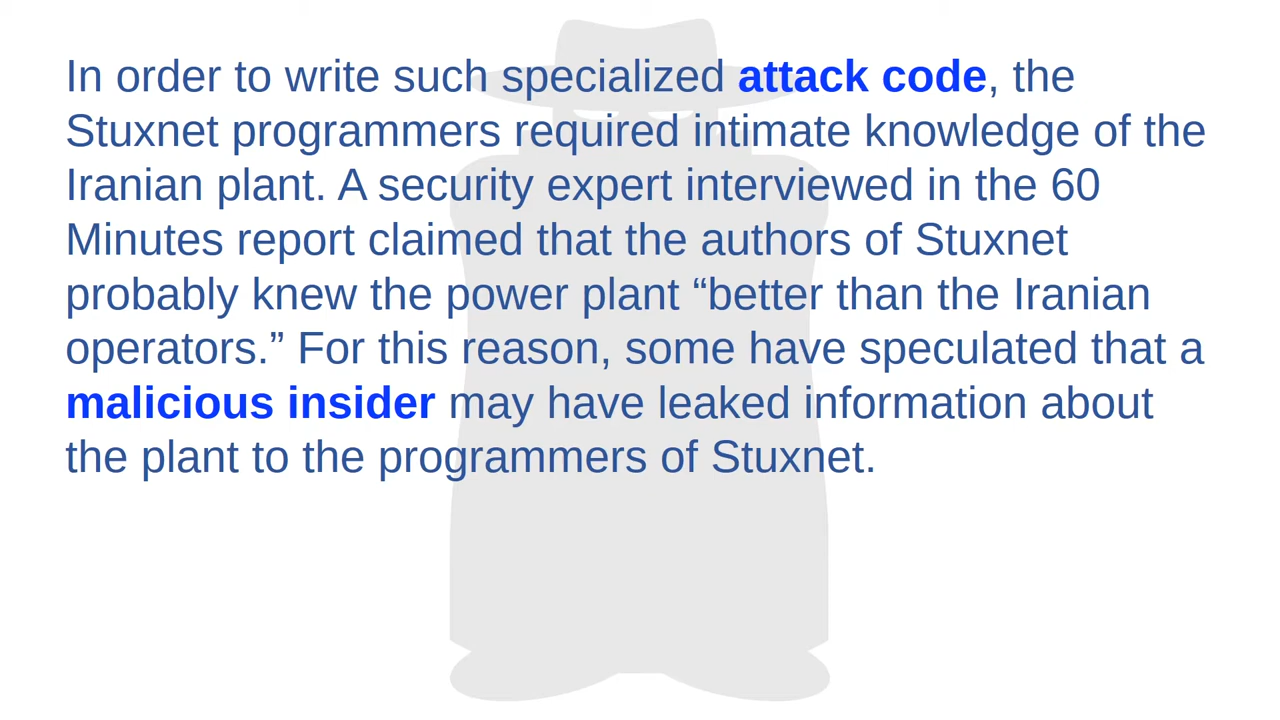 In order to write such specialized attack code, the
Stuxnet programmers required intimate knowledge of the
Iranian plant. A security expert interviewed in the 60
Minutes report claimed that the authors of Stuxnet
probably knew the power plant “better than the Iranian
operators.” For this reason, some have speculated that a
malicious insider may have leaked information about
the plant to the programmers of Stuxnet.